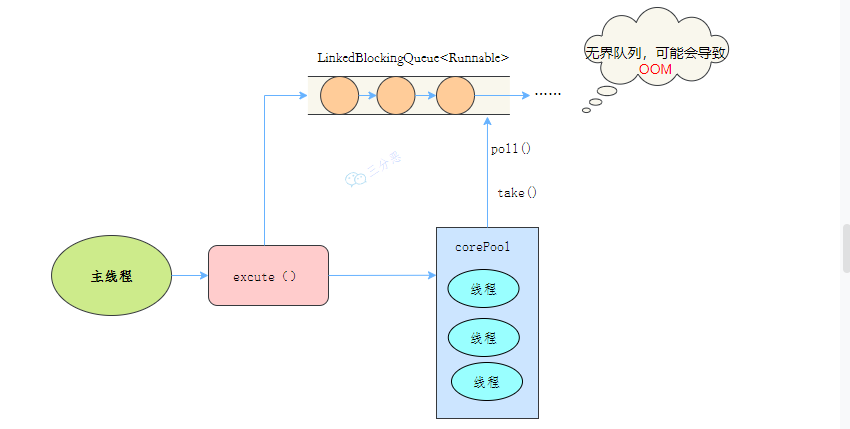 无界队列，可能会导致
OOM
LinkedBlockingQueue<Runnable>
······
poll()
三分恶
take()
corePool
主线程
excute ()
线程
线程
线程